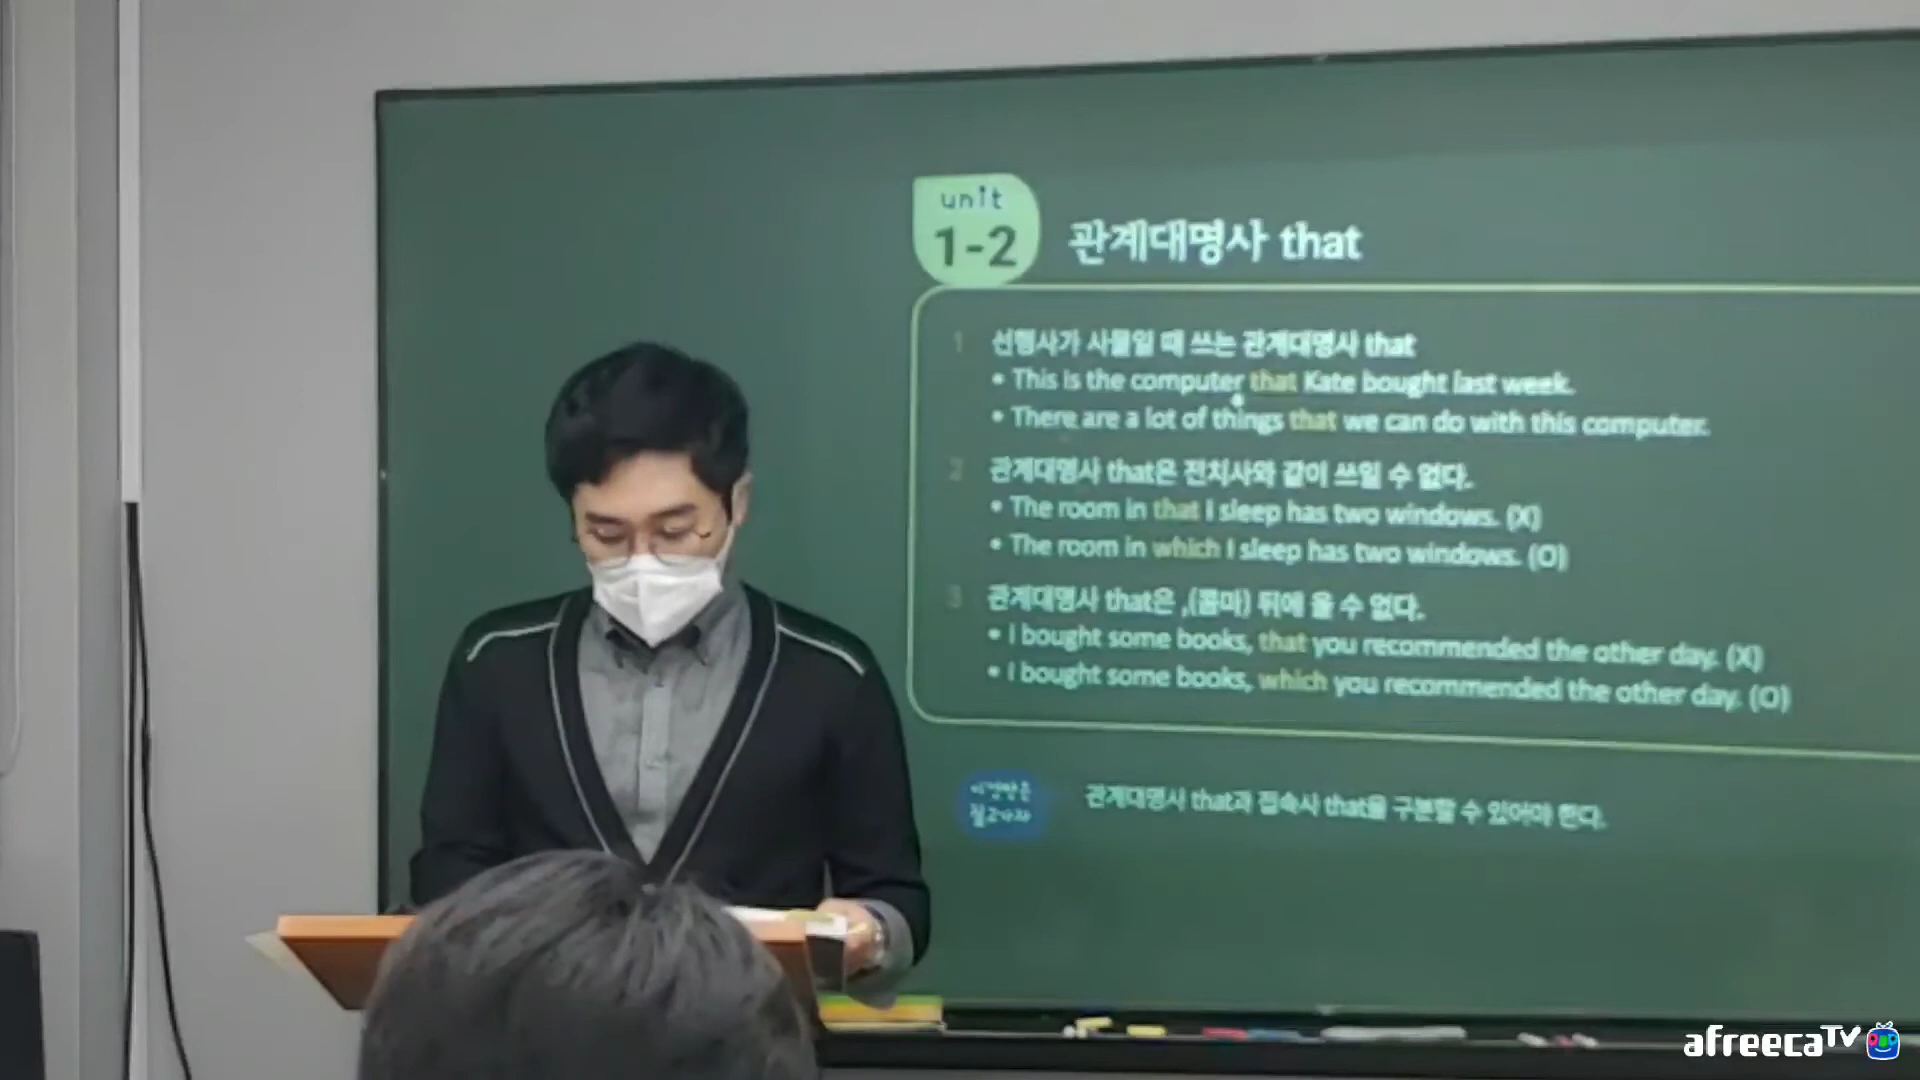 unit
1-2
관계대명사 that
1 선행사가 사물일 때 쓰는 관계대명사 that
• This is the computer that Kate bought last week.
• There are a lot of things that we can do with this computer.
2 관계대명사 that은 전치사와 같이 쓰일 수 없다.
• The room in that I sleep has two windows. (X)
• The room in which I sleep has two windows. (O)
3 관계대명사 that은 ,(콤마) 뒤에 올 수 없다.
• I bought some books, that you recommended the other day. (X)
• I bought some books, which you recommended the other day. (O)
관계대명사 that과 접속사 that을 구분할 수 있어야 한다.
afreecaTV